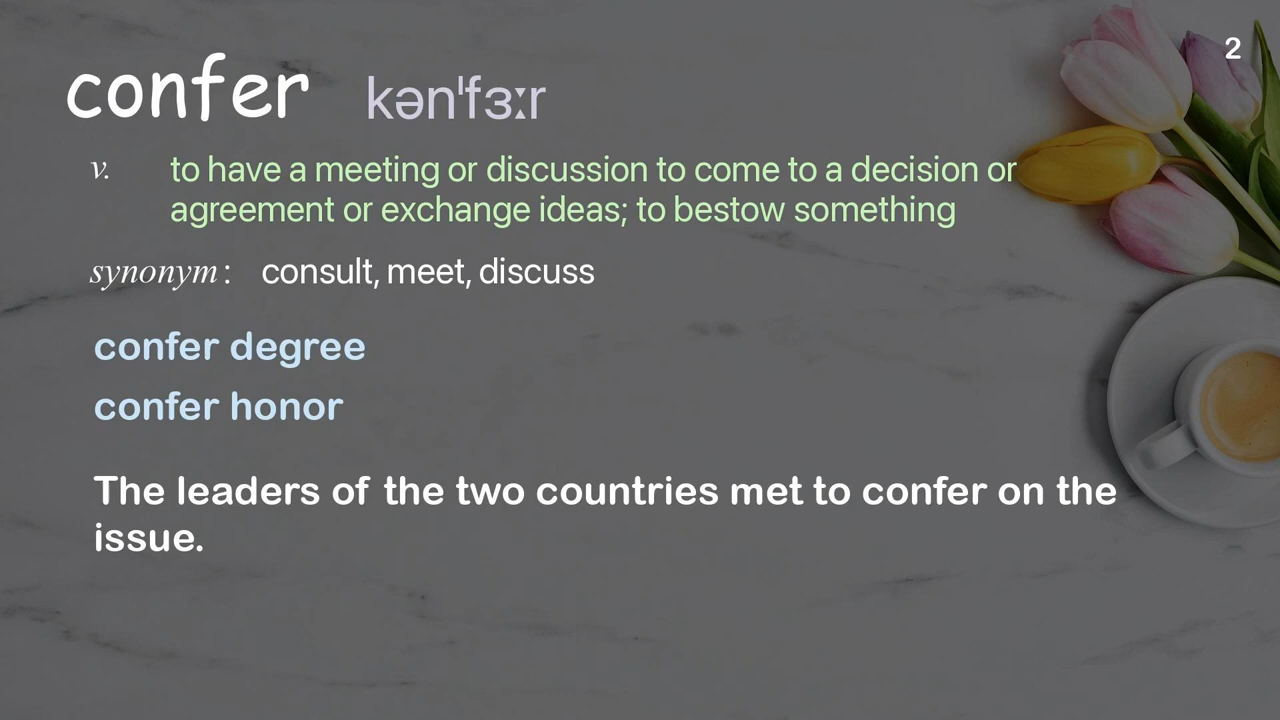 2
confer kənˈfɜːr
v. to have a meeting or discussion to come to a decision or
agreement or exchange ideas; to bestow something
synonym : consult, meet, discuss
confer degree
confer honor
The leaders of the two countries met to confer on the
issue.